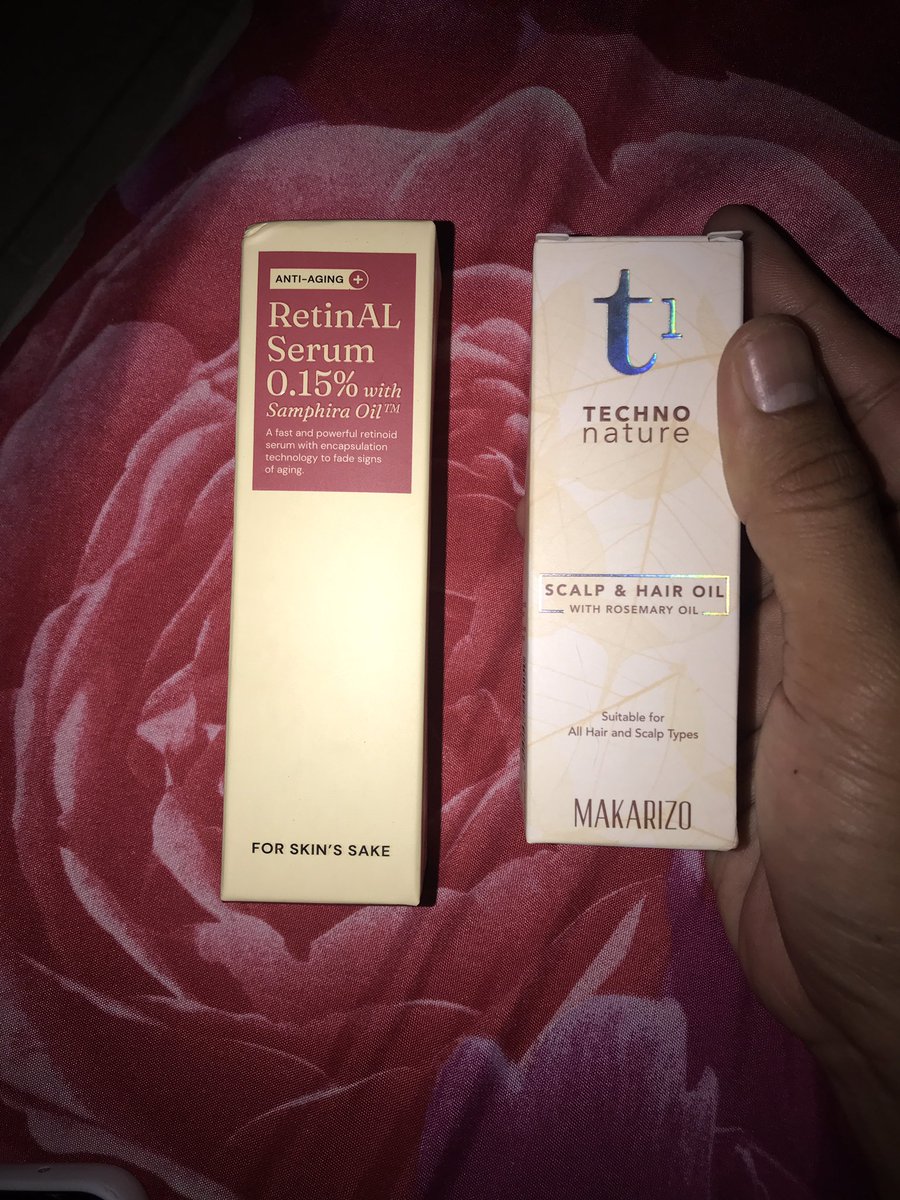 ANTI-AGING +
RetinAL
Serum
0.15% with
Samphira Oil™
A fast and powerful retinoid
serum with encapsulation
technology to fade signs
of aging.
FOR SKIN'S SAKE
t1
TECHNO
nature
SCALP & HAIR OIL
WITH ROSEMARY OIL
Suitable for
All Hair and Scalp Types
MAKARIZO